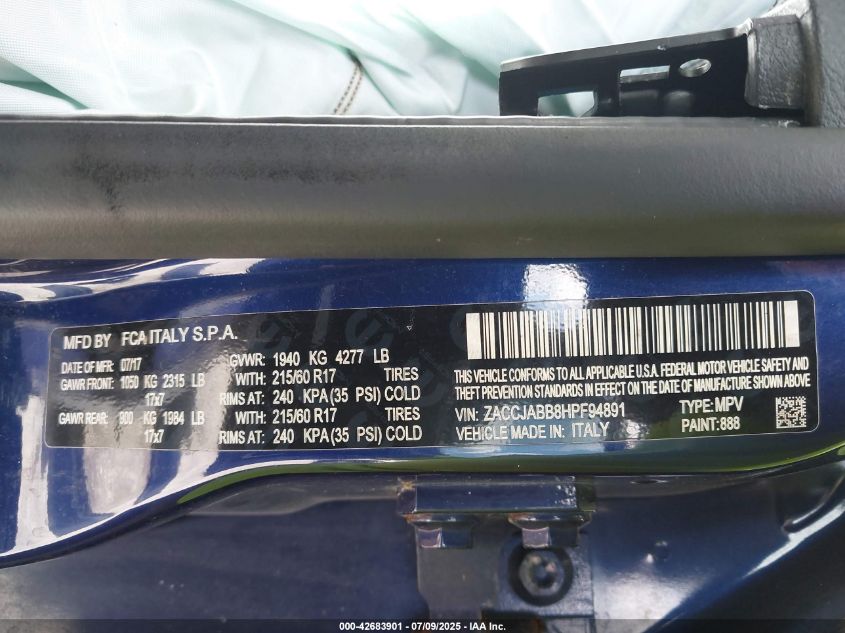 MFD BY FCA ITALY S.P.A.
DATE OF MFR: 07/17 GVWR: 1940 KG 4277 LB
GAWR FRONT: 1050 KG 2315 LB WITH: 215/60 R17 TIRES
17x7 RIMS AT: 240 KPA(35 PSI) COLD
GAWR REAR: 900 KG 1984 LB WITH: 215/60 R17 TIRES
17x7 RIMS AT: 240 KPA(35 PSI) COLD
THIS VEHICLE CONFORMS TO ALL APPLICABLE U.S.A. FEDERAL MOTOR VEHICLE SAFETY AND
THEFT PREVENTION STANDARDS IN EFFECT ON THE DATE OF MANUFACTURE SHOWN ABOVE.
VIN: ZACCJABB8HPF94891 TYPE: MPV
VEHICLE MADE IN: ITALY PAINT: 888
000-42683901 - 07/09/2025 - IAA Inc.